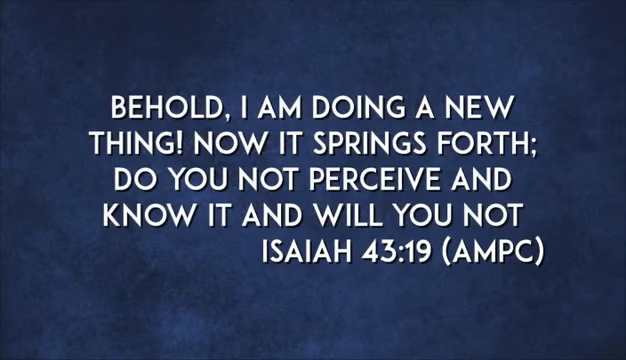 BEHOLD, I AM DOING A NEW
THING! NOW IT SPRINGS FORTH;
DO YOU NOT PERCEIVE AND
KNOW IT AND WILL YOU NOT
ISAIAH 43:19 (AMPC)